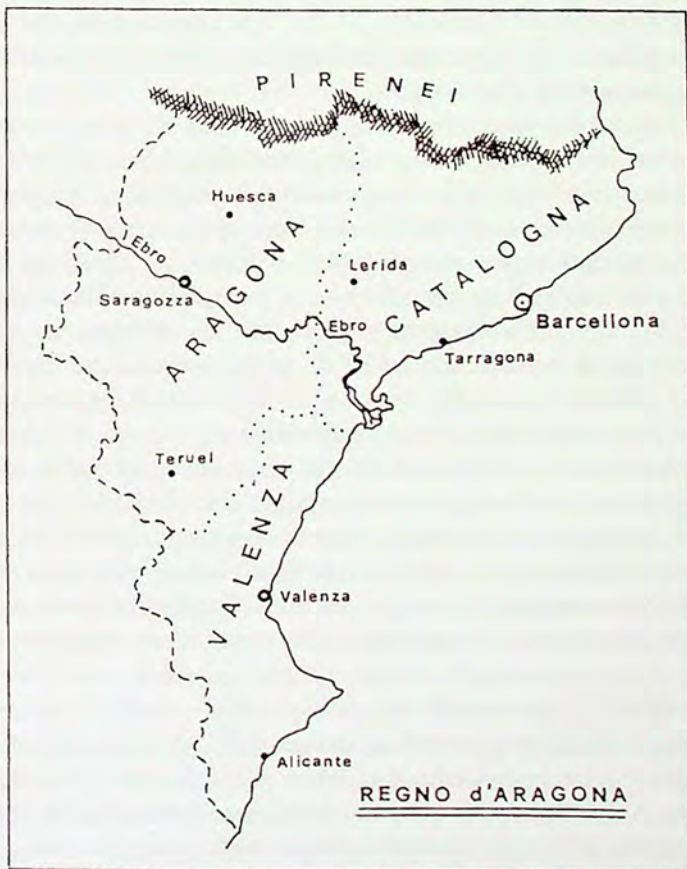 PIRENEI
Huesca
l'Ebro
ARAGONA
Lerida
CATALOGNA
Saragozza
Ebro
Barcellona
Tarragona
Teruel
VALENZA
Valenza
Alicante
REGNO d'ARAGONA